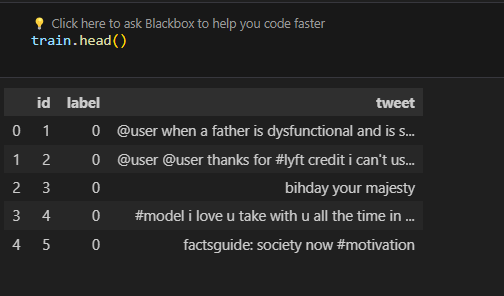 💡 Click here to ask Blackbox to help you code faster
train.head()
id label tweet
0 1 0 @user when a father is dysfunctional and is s...
1 2 0 @user @user thanks for #lyft credit i can't us...
2 3 0 bihday your majesty
3 4 0 #model i love u take with u all the time in ...
4 5 0 factsguide: society now #motivation